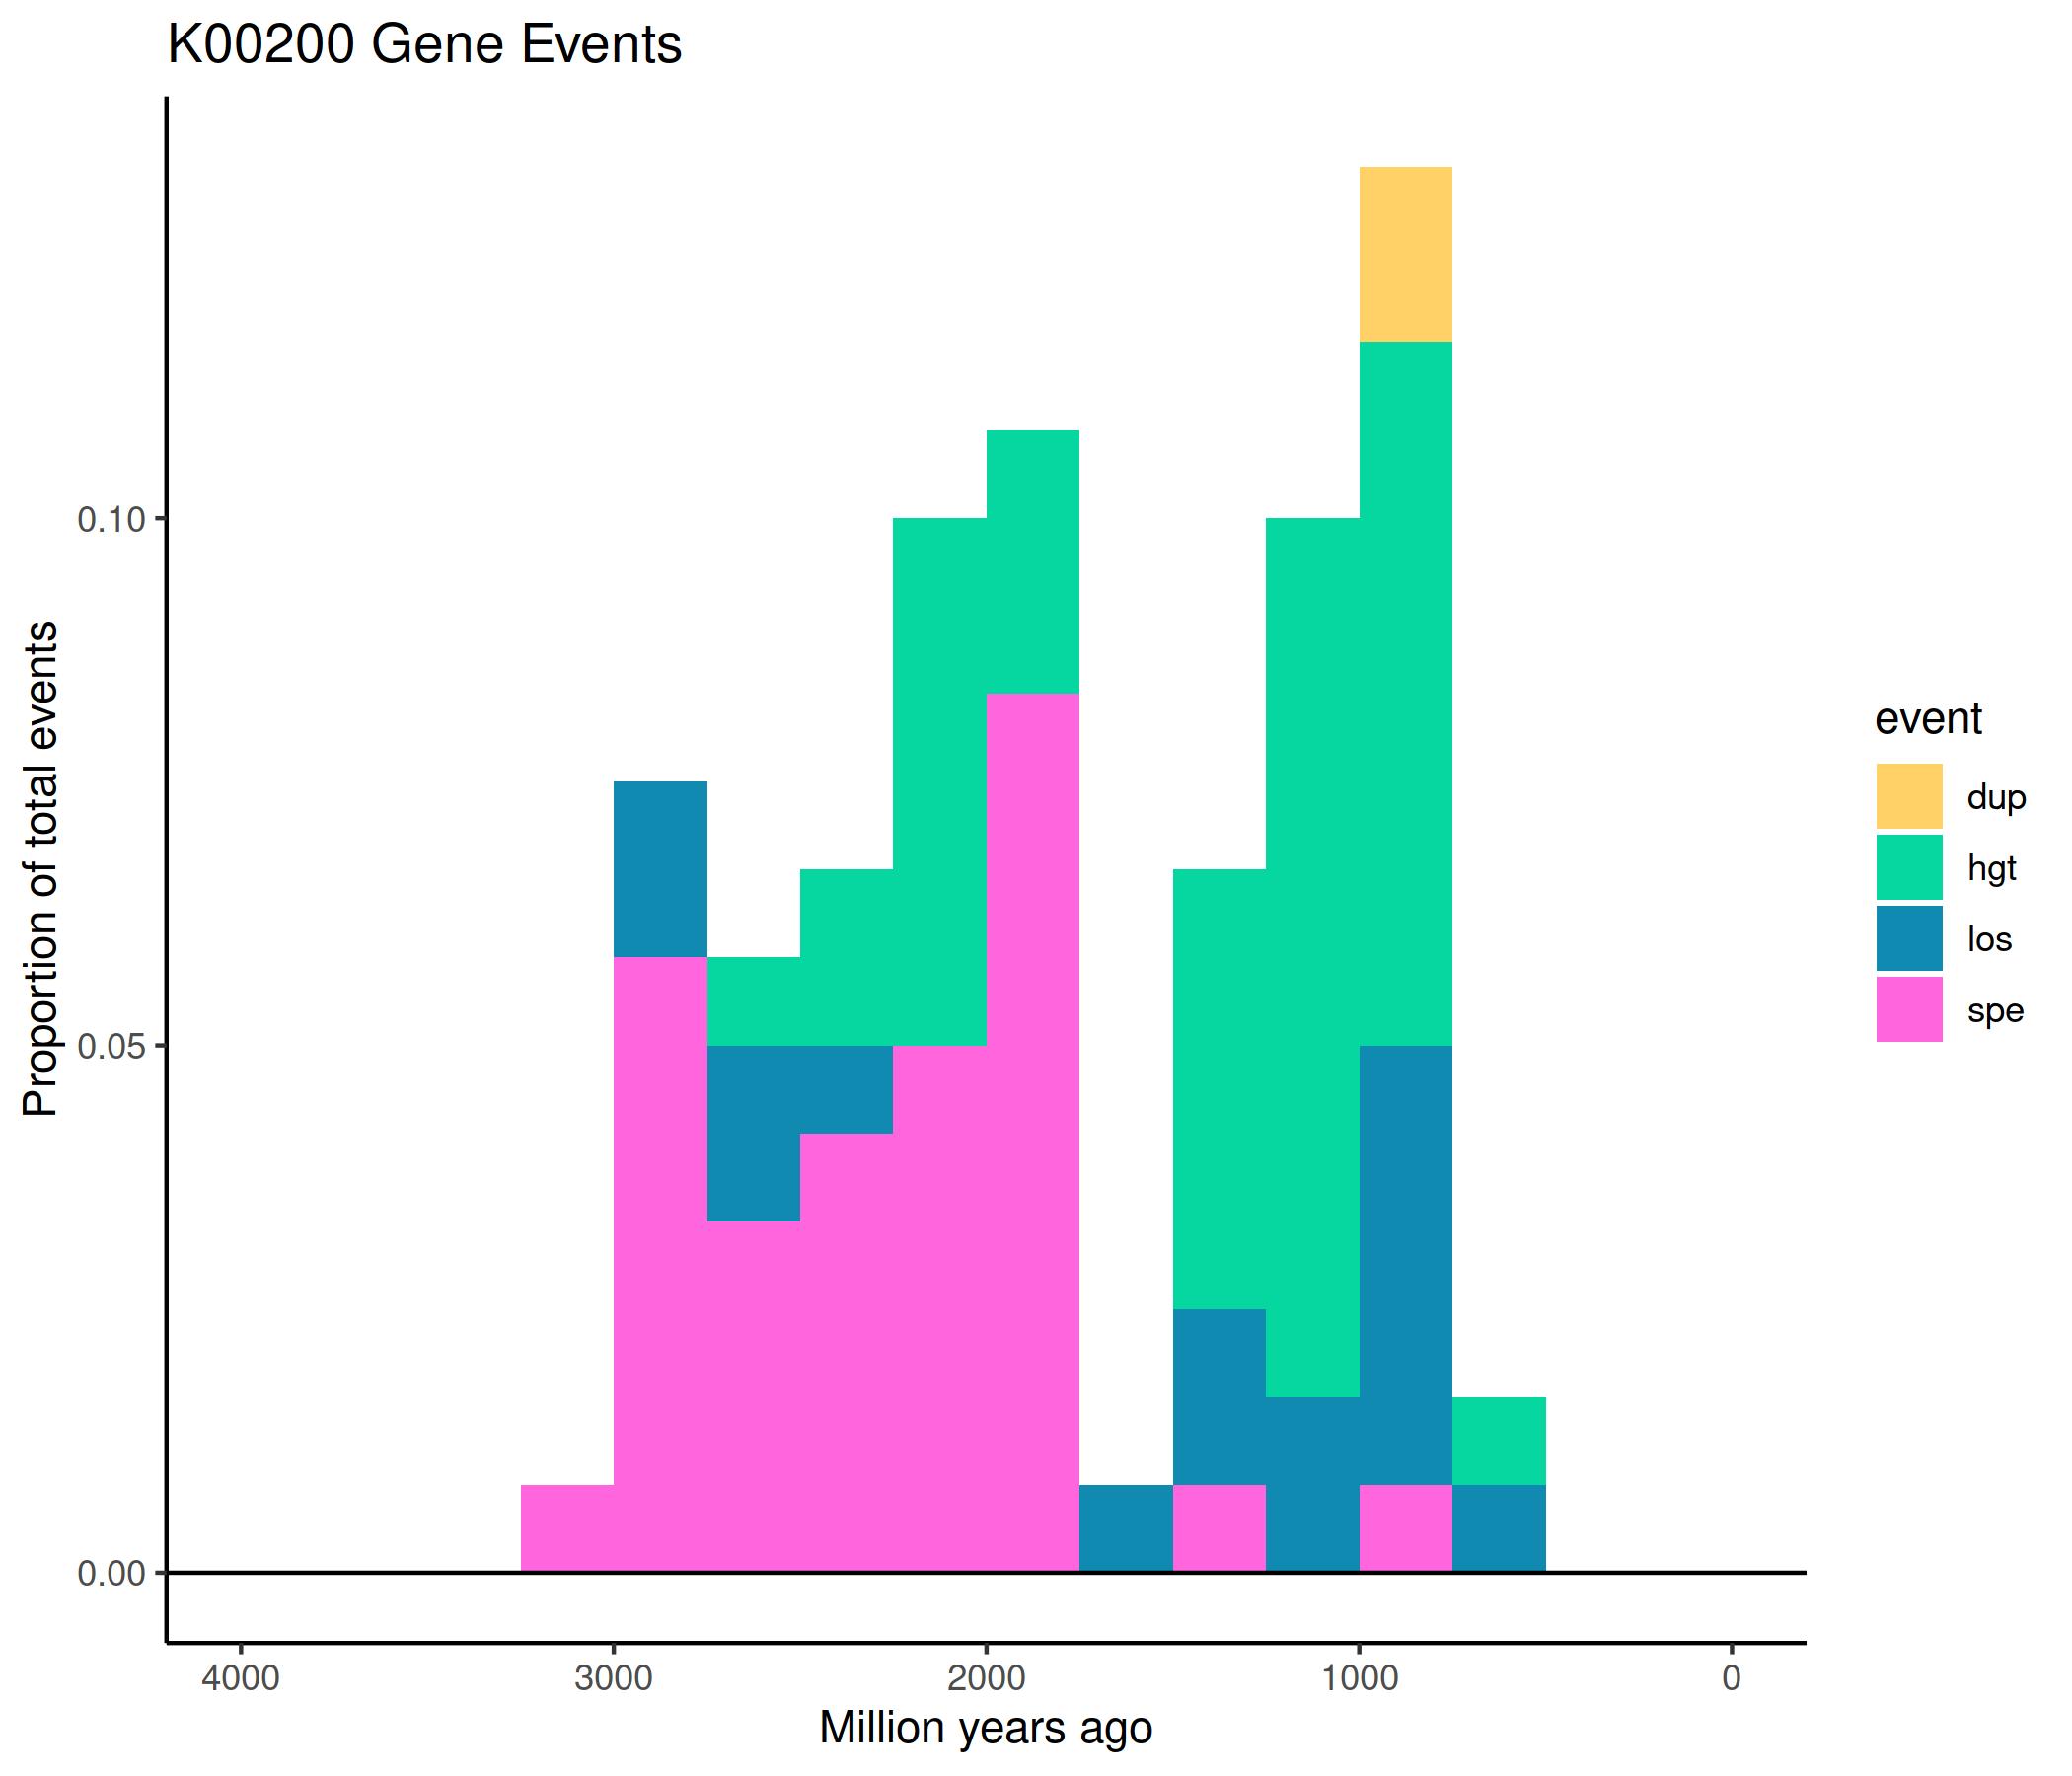 K00200 Gene Events
Proportion of total events
0.10
0.05
0.00
4000 3000 2000 1000 0
Million years ago
event
dup
hgt
los
spe